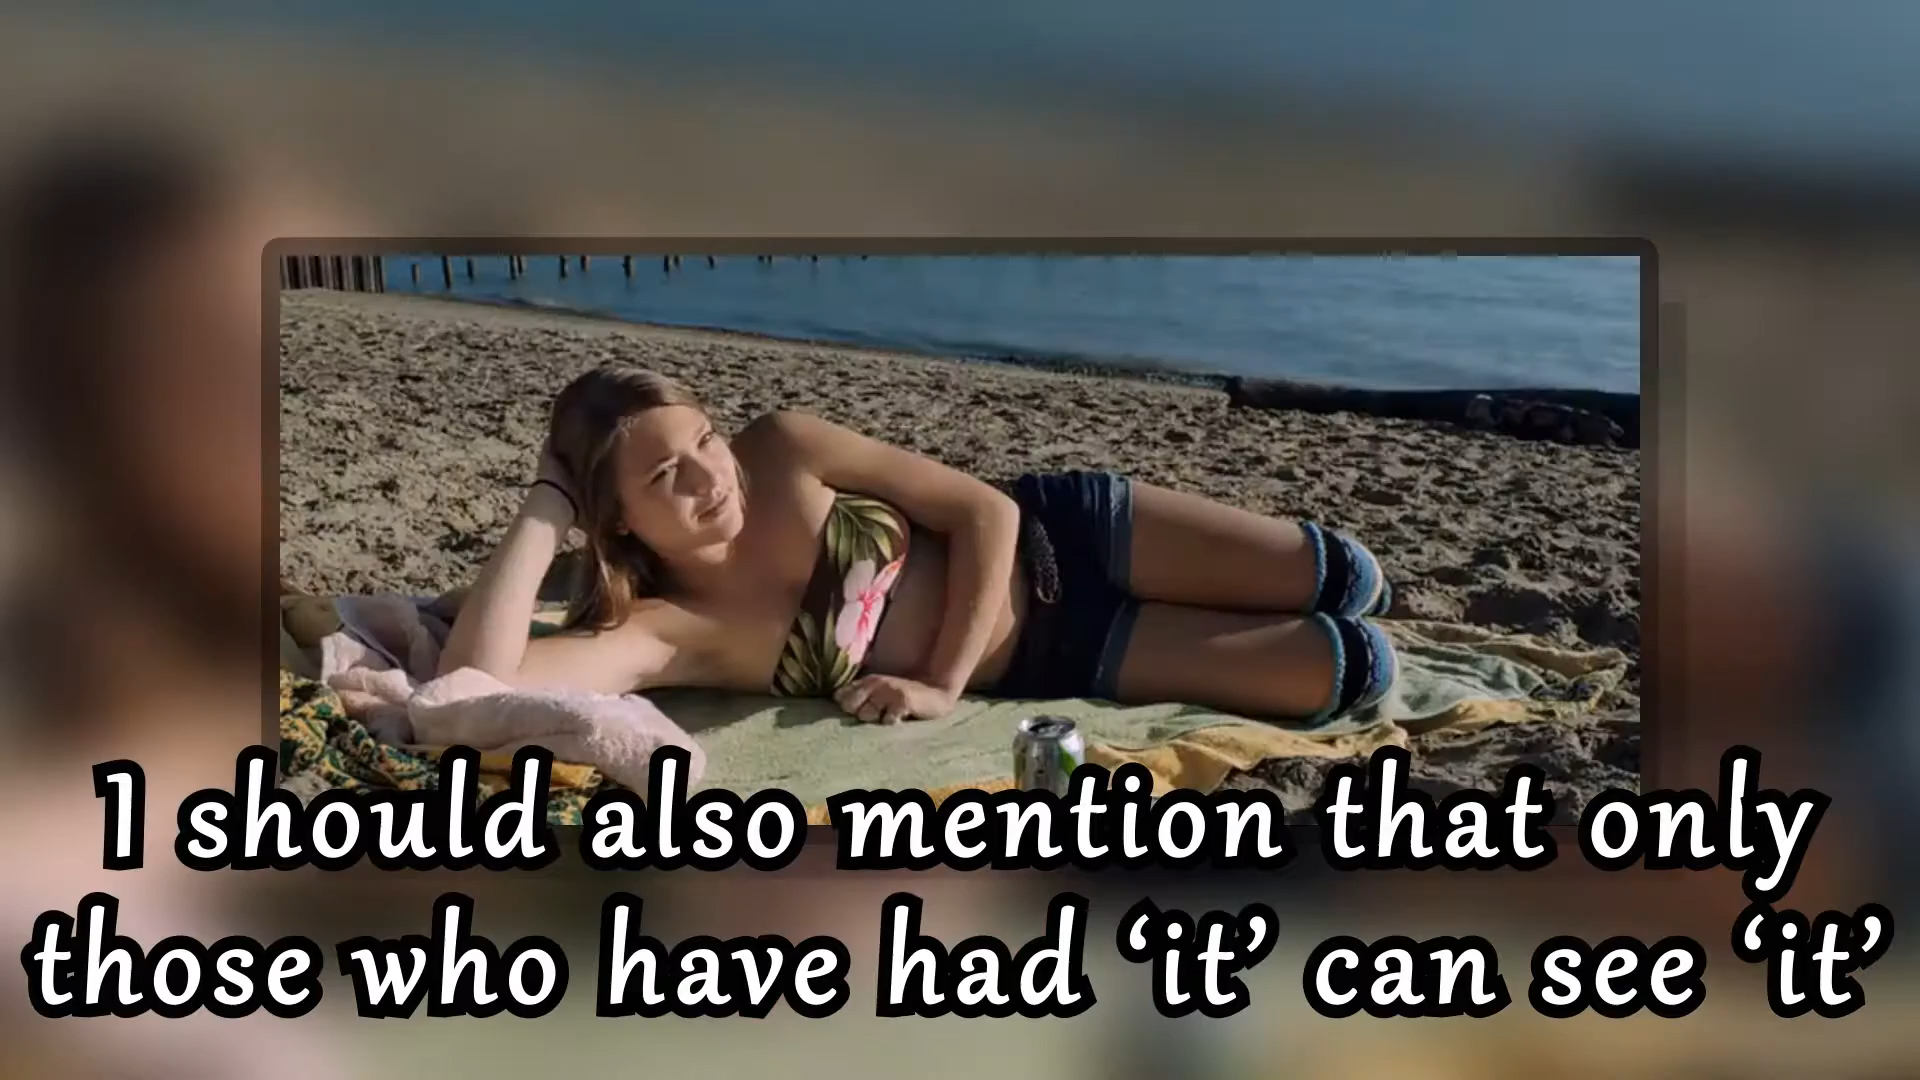 I should also mention that only
those who have had ‘it’ can see ‘it’